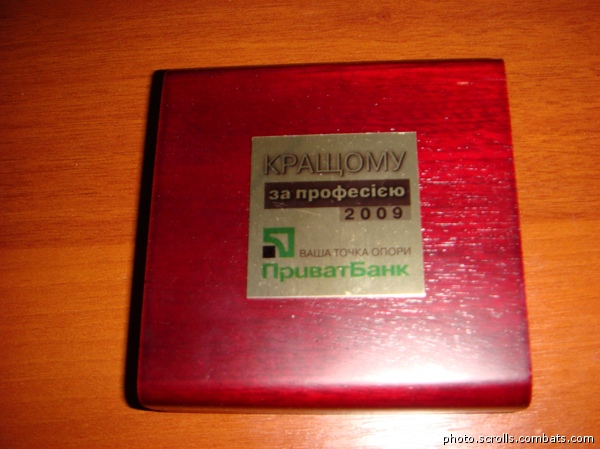 КРАЩОМУ
за професією
2009
ВАША ТОЧКА ОПОРИ
ПриватБанк
photo.scrolls.combats.com